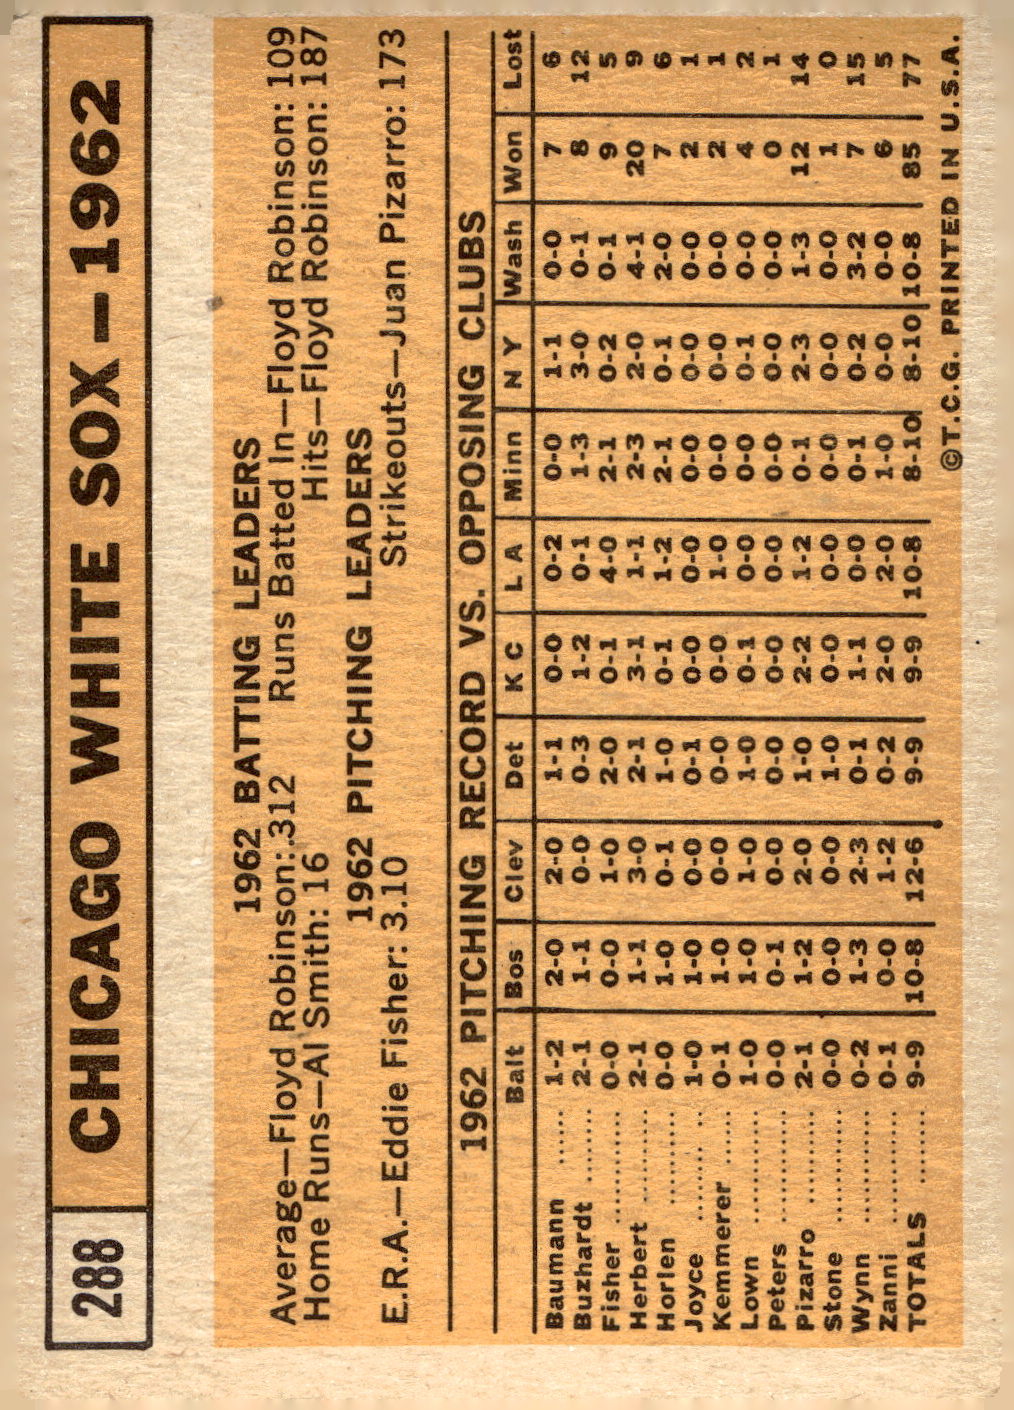 288 CHICAGO WHITE SOX—1962
1962 BATTING LEADERS
Average—Floyd Robinson: .312 Runs Batted In—Floyd Robinson: 109
Home Runs—Al Smith: 16 Hits—Floyd Robinson: 187
1962 PITCHING LEADERS
E.R.A.—Eddie Fisher: 3.10 Strikeouts—Juan Pizarro: 173
1962 PITCHING RECORD VS. OPPOSING CLUBS
Balt Bos Clev Det K C L A Minn N Y Wash Won Lost
Baumann ...... 1-2 2-0 2-0 1-1 0-0 0-2 0-0 1-1 0-0 7 6
Buzhardt ........ 2-1 1-1 0-0 0-3 1-2 0-1 1-3 3-0 0-1 8 12
Fisher ............ 0-0 0-0 1-0 2-0 0-1 4-0 2-1 0-2 0-1 9 5
Herbert .......... 2-1 1-1 3-0 2-1 3-1 1-1 2-3 2-0 4-1 20 9
Horlen ........... 0-0 1-0 0-1 1-0 0-1 1-2 2-1 0-1 2-0 7 6
Joyce ........ .. 1-0 1-0 0-0 0-1 0-0 0-0 0-0 0-0 0-0 2 1
Kemmerer ...... 0-1 1-0 0-0 0-0 0-0 1-0 0-0 0-0 0-0 2 1
Lown ............ 1-0 1-0 1-0 1-0 0-1 0-0 0-0 0-1 0-0 4 2
Peters ............ 0-0 0-1 0-0 0-0 0-0 0-0 0-0 0-0 0-0 0 1
Pizarro .......... 2-1 1-2 2-0 1-0 2-2 1-2 0-1 2-3 1-3 12 14
Stone ............ 0-0 0-0 0-0 1-0 0-0 0-0 0-0 0-0 0-0 1 0
Wynn ............ 0-2 1-3 2-3 0-1 1-1 0-0 0-1 0-2 3-2 7 15
Zanni ............ 0-1 0-0 1-2 0-2 2-0 2-0 1-0 0-0 0-0 6 5
TOTALS ........ 9-9 10-8 12-6 9-9 9-9 10-8 8-10 8-10 10-8 85 77
©T.C.G. PRINTED IN U.S.A.